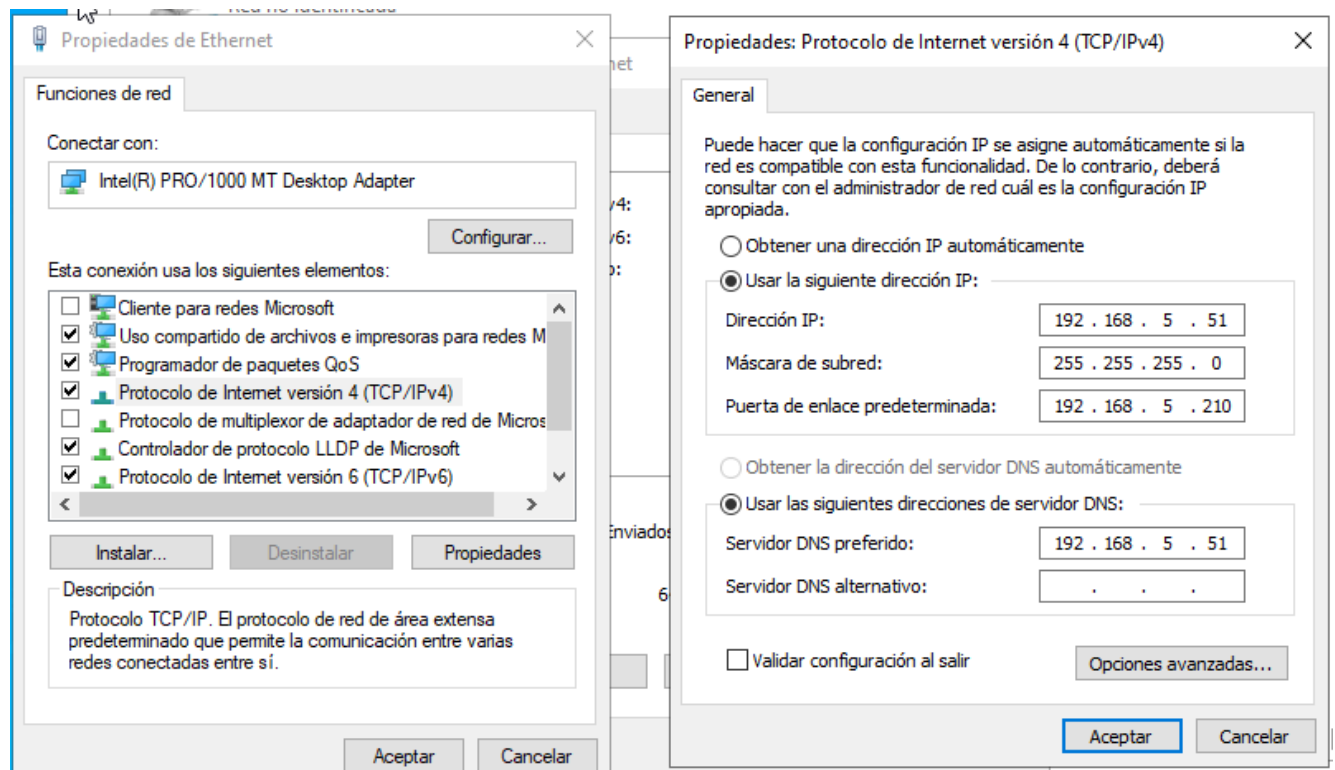 Red no identificada
Propiedades de Ethernet
Funciones de red
Conectar con:
Intel(R) PRO/1000 MT Desktop Adapter
Configurar...
Esta conexión usa los siguientes elementos:
Cliente para redes Microsoft
Uso compartido de archivos e impresoras para redes M
Programador de paquetes QoS
Protocolo de Internet versión 4 (TCP/IPv4)
Protocolo de multiplexor de adaptador de red de Micros
Controlador de protocolo LLDP de Microsoft
Protocolo de Internet versión 6 (TCP/IPv6)
Instalar...
Desinstalar
Propiedades
Descripción
Protocolo TCP/IP. El protocolo de red de área extensa
predeterminado que permite la comunicación entre varias
redes conectadas entre sí.
Aceptar
Cancelar
net
v4:
v6:
o:
Enviados
6
Propiedades: Protocolo de Internet versión 4 (TCP/IPv4)
General
Puede hacer que la configuración IP se asigne automáticamente si la
red es compatible con esta funcionalidad. De lo contrario, deberá
consultar con el administrador de red cuál es la configuración IP
apropiada.
Obtener una dirección IP automáticamente
Usar la siguiente dirección IP:
Dirección IP: 192 . 168 . 5 . 51
Máscara de subred: 255 . 255 . 255 . 0
Puerta de enlace predeterminada: 192 . 168 . 5 . 210
Obtener la dirección del servidor DNS automáticamente
Usar las siguientes direcciones de servidor DNS:
Servidor DNS preferido: 192 . 168 . 5 . 51
Servidor DNS alternativo: . . .
Validar configuración al salir
Opciones avanzadas...
Aceptar
Cancelar